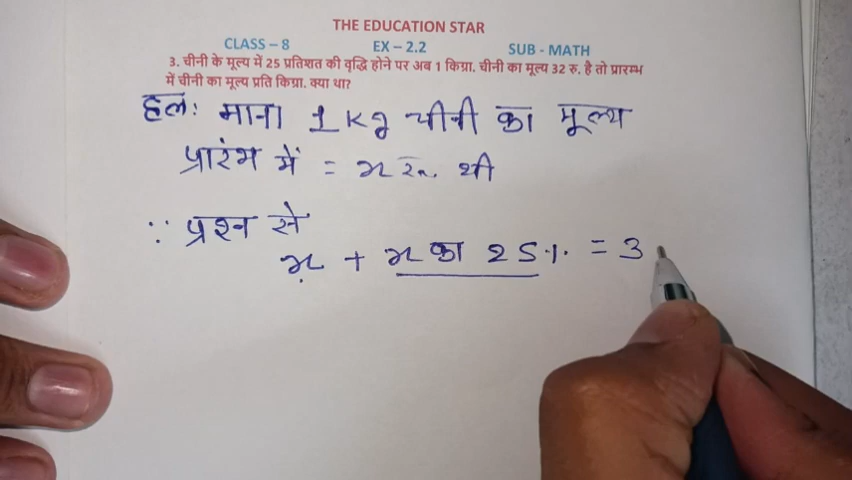 THE EDUCATION STAR
CLASS – 8 EX – 2.2 SUB - MATH
3. चीनी के मूल्य में 25 प्रतिशत की वृद्धि होने पर अब 1 किग्रा. चीनी का मूल्य 32 रु. है तो प्रारम्भ
में चीनी का मूल्य प्रति किग्रा. क्या था?
हल: माना 1 Kg चीनी का मूल्य
प्रारंभ में = x रू. थी
∵ प्रश्न से
x + x का 25% = 3